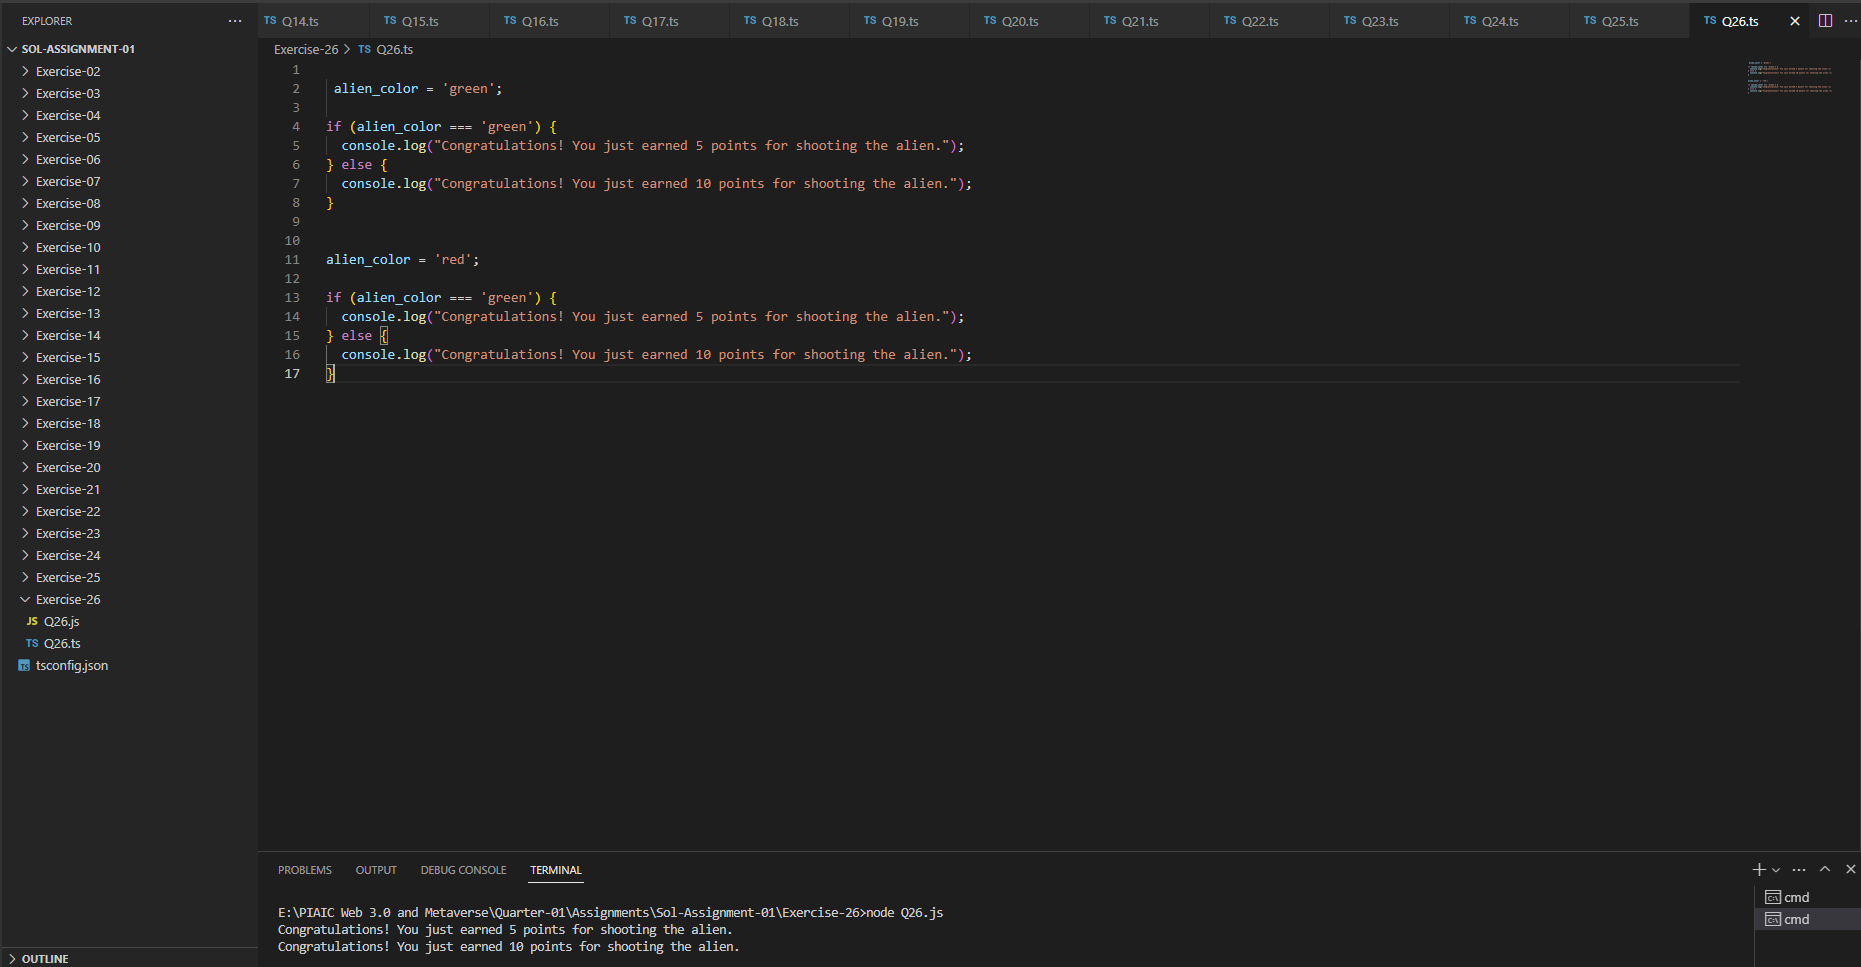 EXPLORER
SOL-ASSIGNMENT-01
Exercise-02
Exercise-03
Exercise-04
Exercise-05
Exercise-06
Exercise-07
Exercise-08
Exercise-09
Exercise-10
Exercise-11
Exercise-12
Exercise-13
Exercise-14
Exercise-15
Exercise-16
Exercise-17
Exercise-18
Exercise-19
Exercise-20
Exercise-21
Exercise-22
Exercise-23
Exercise-24
Exercise-25
Exercise-26
JS Q26.js
TS Q26.ts
TS tsconfig.json
OUTLINE
TS Q14.ts TS Q15.ts TS Q16.ts TS Q17.ts TS Q18.ts TS Q19.ts TS Q20.ts TS Q21.ts TS Q22.ts TS Q23.ts TS Q24.ts TS Q25.ts TS Q26.ts
Exercise-26 > TS Q26.ts
1
2 alien_color = 'green';
3
4 if (alien_color === 'green') {
5 console.log("Congratulations! You just earned 5 points for shooting the alien.");
6 } else {
7 console.log("Congratulations! You just earned 10 points for shooting the alien.");
8 }
9
10
11 alien_color = 'red';
12
13 if (alien_color === 'green') {
14 console.log("Congratulations! You just earned 5 points for shooting the alien.");
15 } else {
16 console.log("Congratulations! You just earned 10 points for shooting the alien.");
17 }
PROBLEMS OUTPUT DEBUG CONSOLE TERMINAL
E:\PIAIC Web 3.0 and Metaverse\Quarter-01\Assignments\Sol-Assignment-01\Exercise-26>node Q26.js
Congratulations! You just earned 5 points for shooting the alien.
Congratulations! You just earned 10 points for shooting the alien.
cmd
cmd